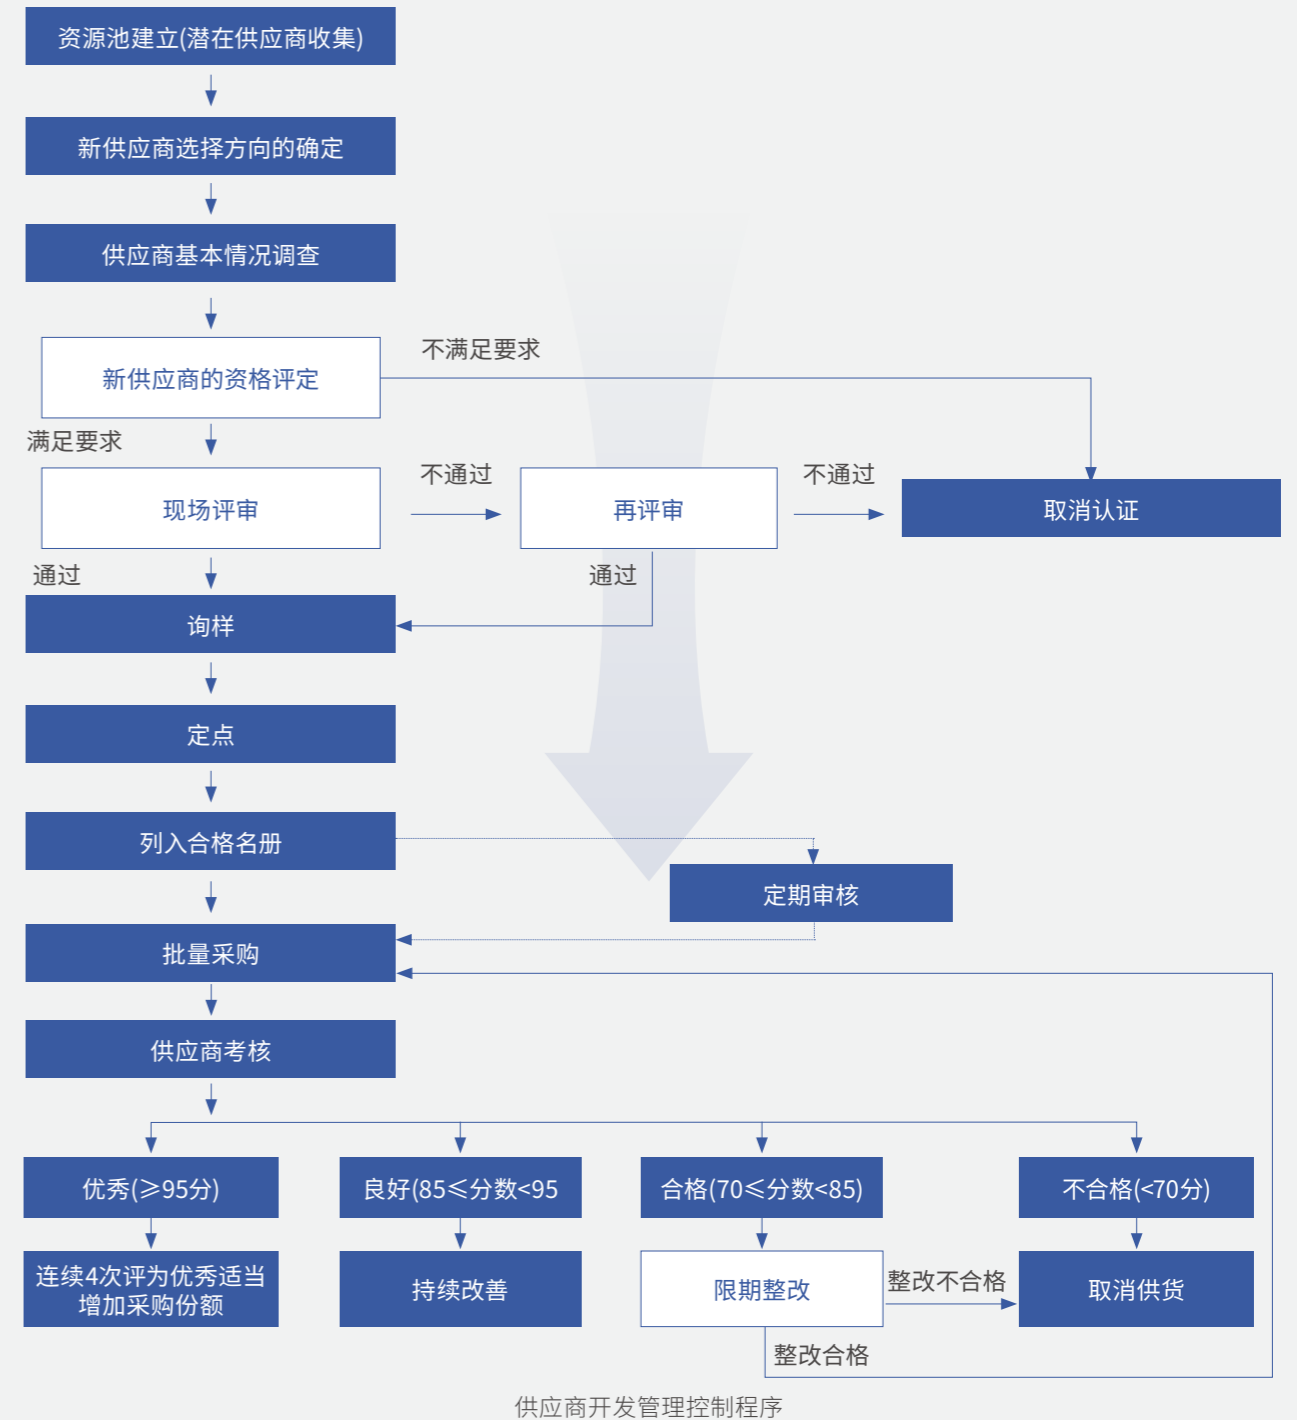 资源池建立(潜在供应商收集)
新供应商选择方向的确定
供应商基本情况调查
不满足要求
新供应商的资格评定
满足要求
不通过
不通过
现场评审
再评审
取消认证
通过
通过
询样
定点
列入合格名册
定期审核
批量采购
供应商考核
优秀(≥95分)
良好(85≤分数<95
合格(70≤分数<85)
不合格(<70分)
连续4次评为优秀适当
增加采购份额
持续改善
限期整改
整改不合格
取消供货
整改合格
供应商开发管理控制程序